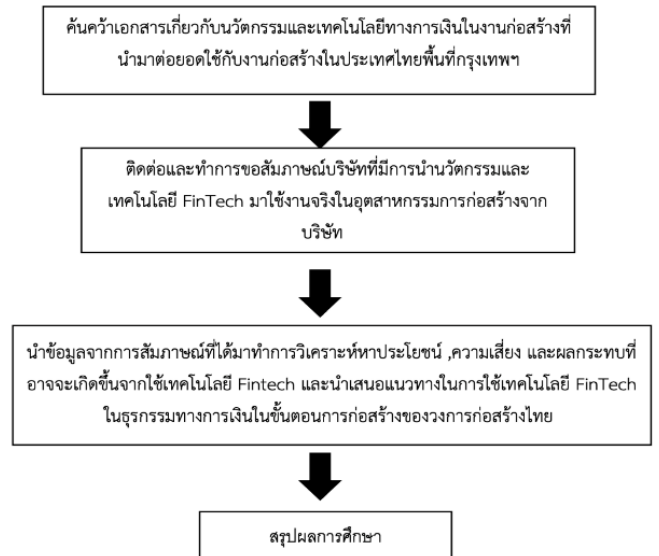 ค้นคว้าเอกสารเกี่ยวกับนวัตกรรมและเทคโนโลยีทางการเงินในงานก่อสร้างที่
นำมาต่อยอดใช้กับงานก่อสร้างในประเทศไทยพื้นที่กรุงเทพฯ
ติดต่อและทำการขอสัมภาษณ์บริษัทที่มีการนำนวัตกรรมและ
เทคโนโลยี FinTech มาใช้งานจริงในอุตสาหกรรมการก่อสร้างจาก
บริษัท
นำข้อมูลจากการสัมภาษณ์ที่ได้มาทำการวิเคราะห์หาประโยชน์ ,ความเสี่ยง และผลกระทบที่
อาจจะเกิดขึ้นจากใช้เทคโนโลยี Fintech และนำเสนอแนวทางในการใช้เทคโนโลยี FinTech
ในธุรกรรมทางการเงินในขั้นตอนการก่อสร้างของวงการก่อสร้างไทย
สรุปผลการศึกษา